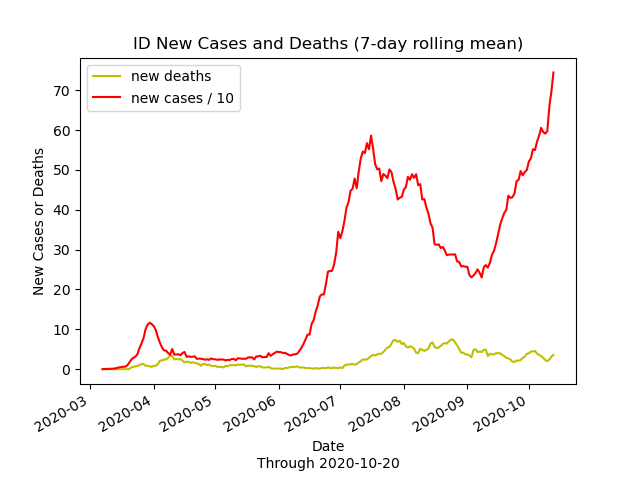 ID New Cases and Deaths (7-day rolling mean)
new deaths
new cases / 10
New Cases or Deaths
70
60
50
40
30
20
10
0
2020-03
2020-04
2020-05
2020-06
2020-07
2020-08
2020-09
2020-10
Date
Through 2020-10-20